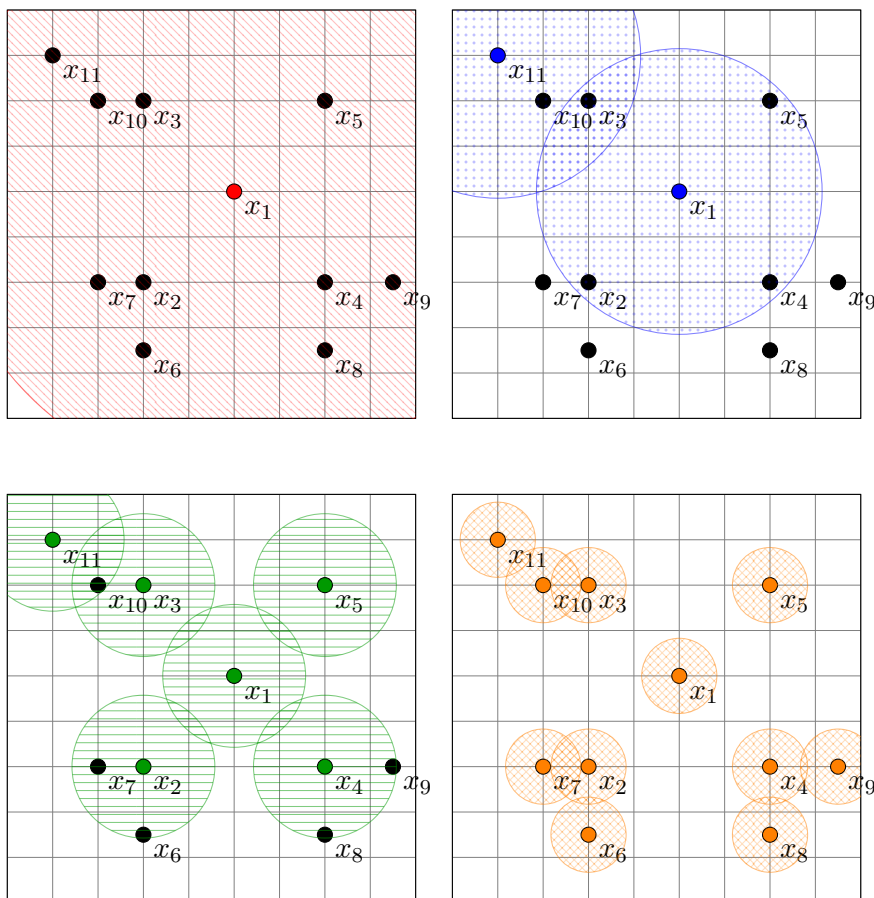 x₁₁
x₁₀ x₃ x₅
x₁
x₇ x₂ x₄ x₉
x₆ x₈
x₁₁
x₁₀ x₃ x₅
x₁
x₇ x₂ x₄ x₉
x₆ x₈
x₁₁
x₁₀ x₃ x₅
x₁
x₇ x₂ x₄ x₉
x₆ x₈
x₁₁
x₁₀ x₃ x₅
x₁
x₇ x₂ x₄ x₉
x₆ x₈